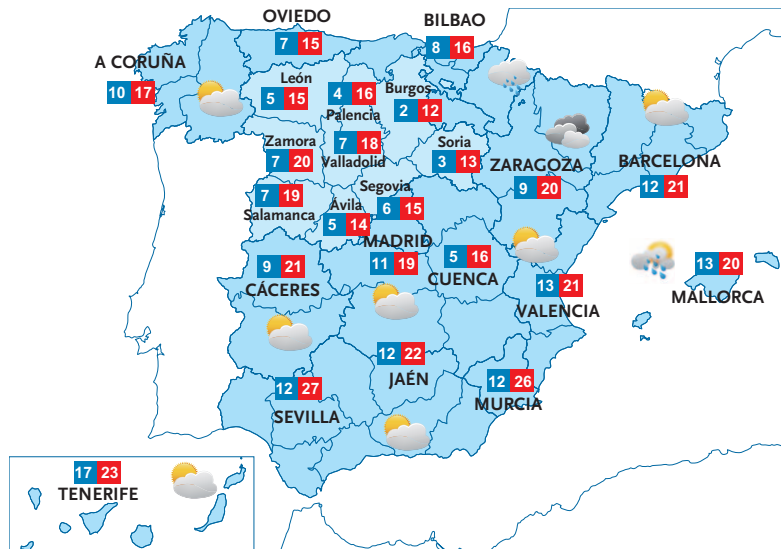 OVIEDO
7 15
BILBAO
8 16
A CORUÑA
10 17
León
5 15
4 16
Palencia
Burgos
2 12
Zamora
7 20
7 18
Valladolid
Soria
3 13
ZARAGOZA
9 20
BARCELONA
12 21
7 19
Salamanca
Ávila
5 14
Segovia
6 15
MADRID
11 19
5 16
CUENCA
9 21
CÁCERES
13 21
VALENCIA
13 20
MALLORCA
12 22
JAÉN
12 27
SEVILLA
12 26
MURCIA
17 23
TENERIFE